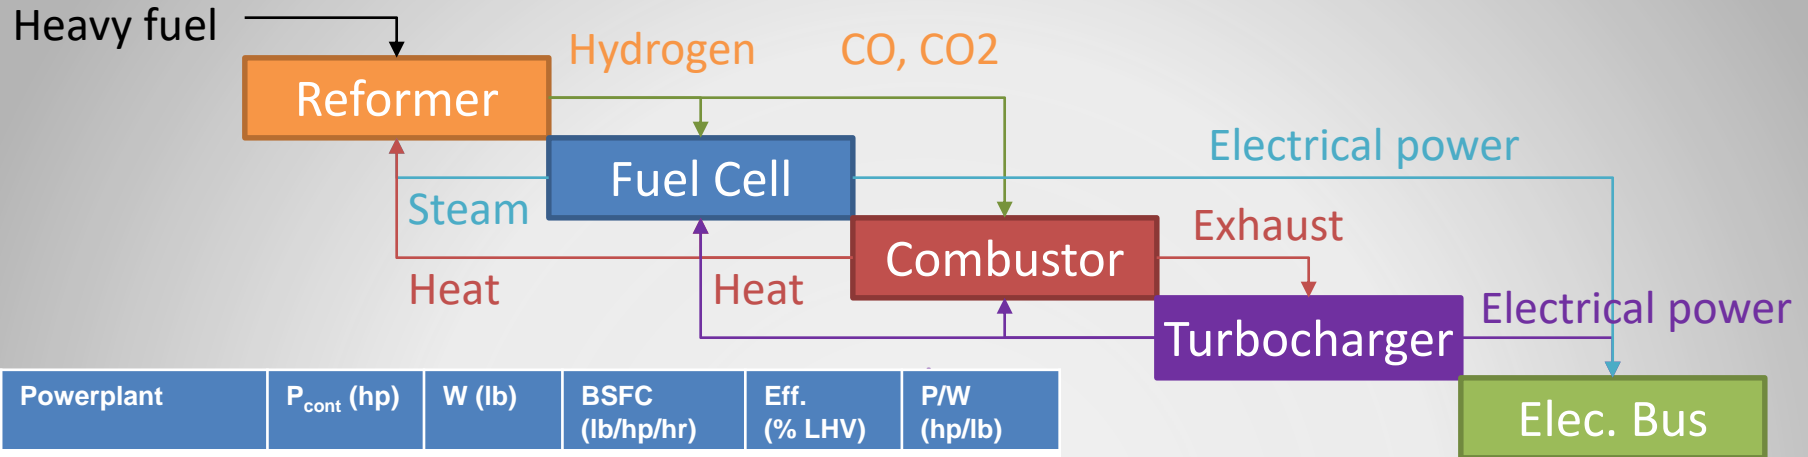 Heavy fuel
Hydrogen
CO, CO2
Reformer
Electrical power
Fuel Cell
Steam
Exhaust
Combustor
Heat
Heat
Electrical power
Turbocharger
Powerplant
P_cont (hp)
W (lb)
BSFC
(lb/hp/hr)
Eff.
(% LHV)
P/W
(hp/lb)
Elec. Bus